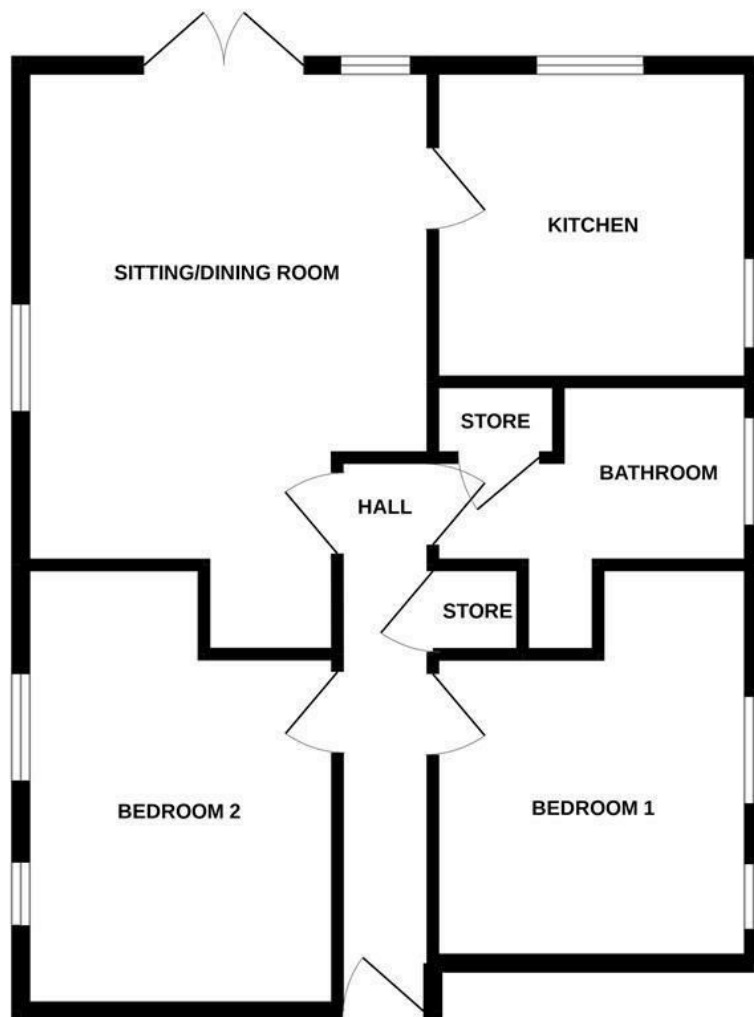 KITCHEN
SITTING/DINING ROOM
STORE
BATHROOM
HALL
STORE
BEDROOM 2
BEDROOM 1